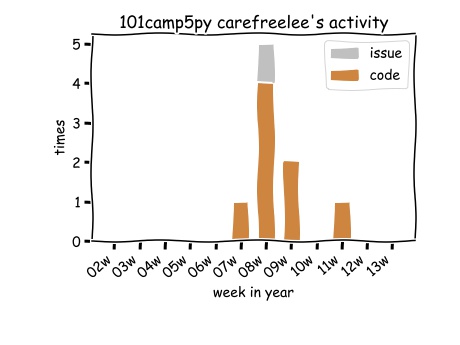 101camp5py carefreelee's activity
issue
code
times
5
4
3
2
1
0
02w 03w 04w 05w 06w 07w 08w 09w 10w 11w 12w 13w
week in year